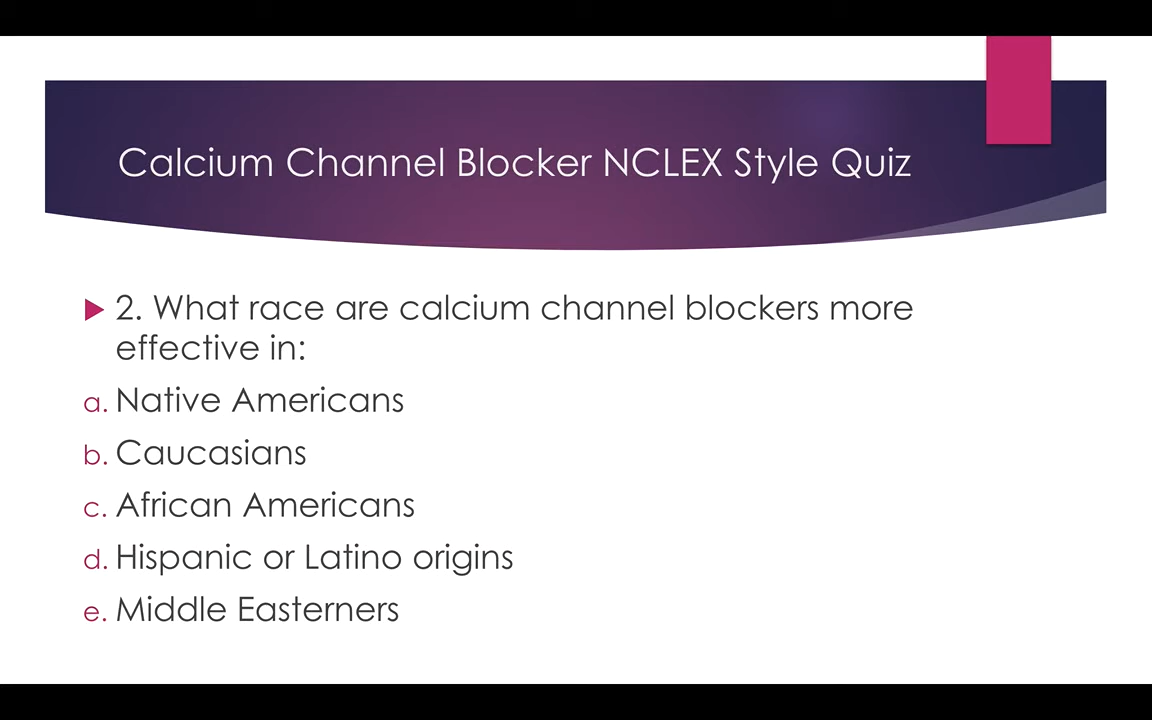 Calcium Channel Blocker NCLEX Style Quiz
2. What race are calcium channel blockers more
effective in:
a. Native Americans
b. Caucasians
c. African Americans
d. Hispanic or Latino origins
e. Middle Easterners